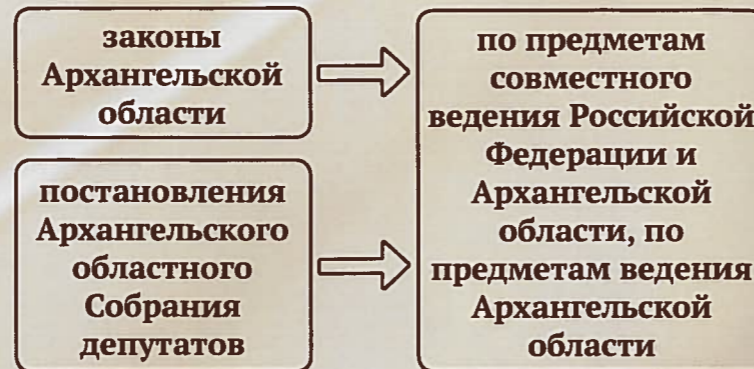 законы
Архангельской
области
постановления
Архангельского
областного
Собрания
депутатов
по предметам
совместного
ведения Российской
Федерации и
Архангельской
области, по
предметам ведения
Архангельской
области